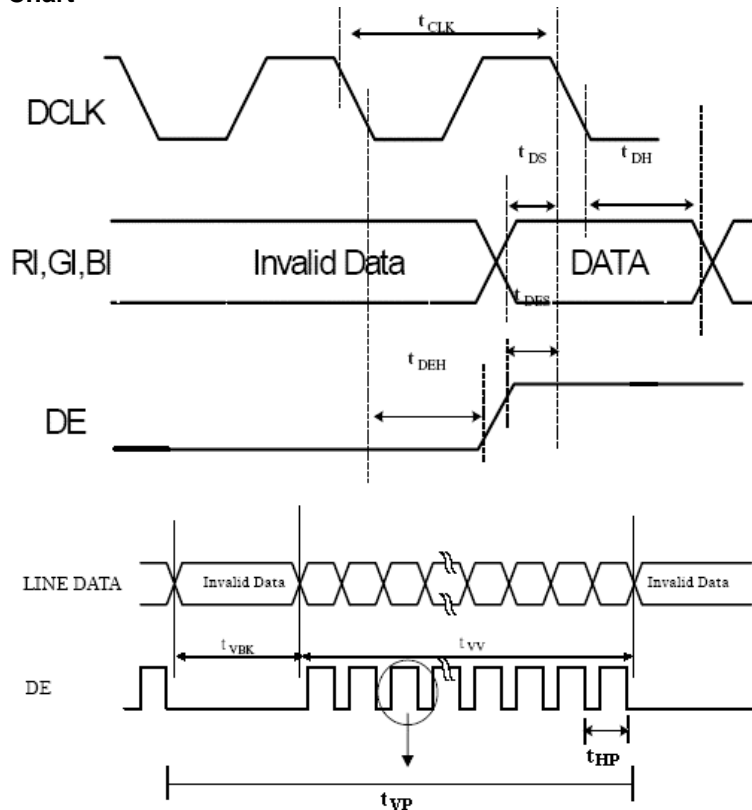 Chart
t CLK
DCLK
t DS
t DH
RI,GI,BI
Invalid Data
DATA
t DES
t DEH
DE
LINE DATA
Invalid Data
Invalid Data
t VBK
t VV
DE
t HP
t VP